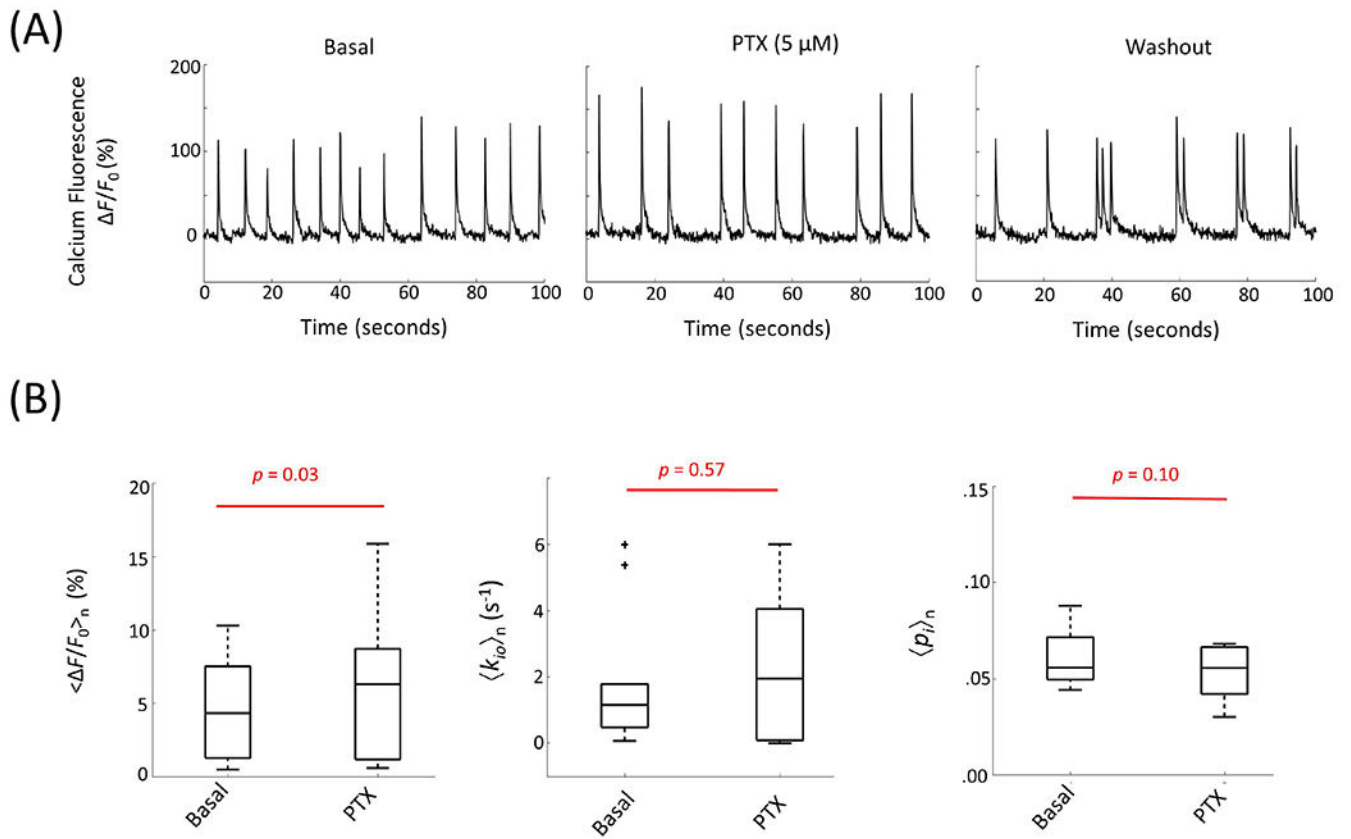 (A)
Basal
PTX (5 µM)
Washout
Calcium Fluorescence
ΔF/F₀ (%)
200
100
0
0 20 40 60 80 100
0 20 40 60 80 100
0 20 40 60 80 100
Time (seconds)
Time (seconds)
Time (seconds)
(B)
p = 0.03
<ΔF/F₀>ₙ (%)
20
15
10
5
0
Basal
PTX
p = 0.57
⟨kᵢₒ⟩ₙ (s⁻¹)
6
4
2
0
Basal
PTX
p = 0.10
⟨pᵢ⟩ₙ
.15
.10
.05
.00
Basal
PTX